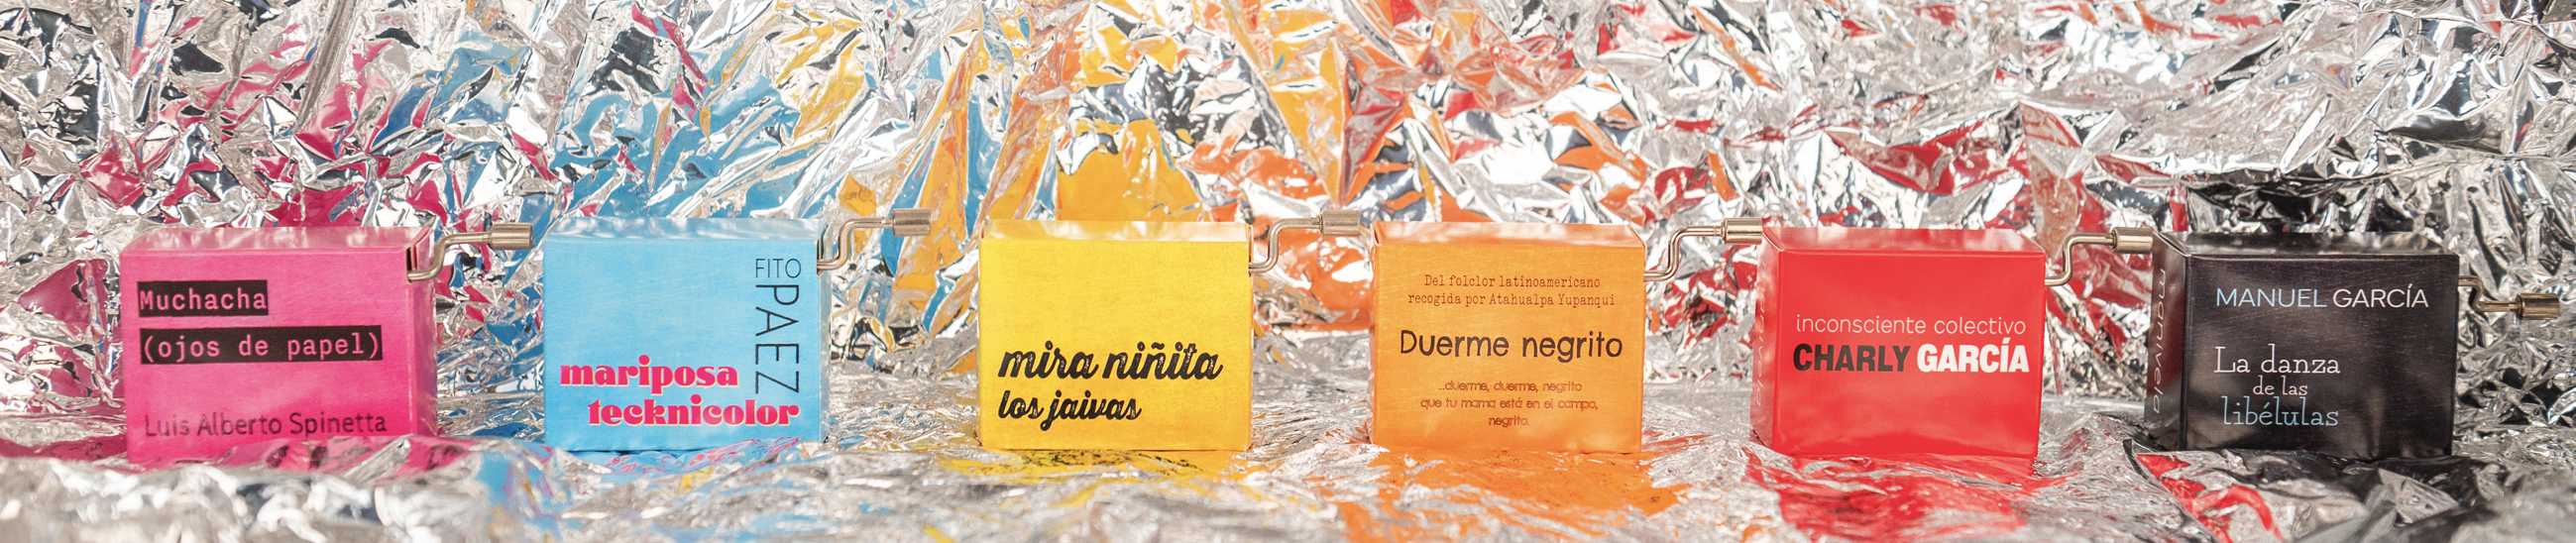 Muchacha
(ojos de papel)
Luis Alberto Spinetta
FITO
PAEZ
mariposa
tecknicolor
mira niñita
los jaivas
Del folclor latinoamericano
recogida por Atahualpa Yupanqui
Duerme negrito
...duerme, duerme, negrito
que tu mama está en el campo,
negrito.
inconsciente colectivo
CHARLY GARCÍA
MANUEL GARCÍA
La danza
de las
libélulas